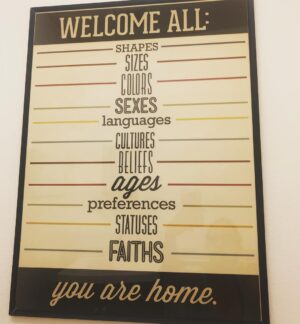 WELCOME ALL:
SHAPES
SIZES
COLORS
SEXES
languages
CULTURES
BELIEFS
ages
preferences
STATUSES
FAITHS
you are home.